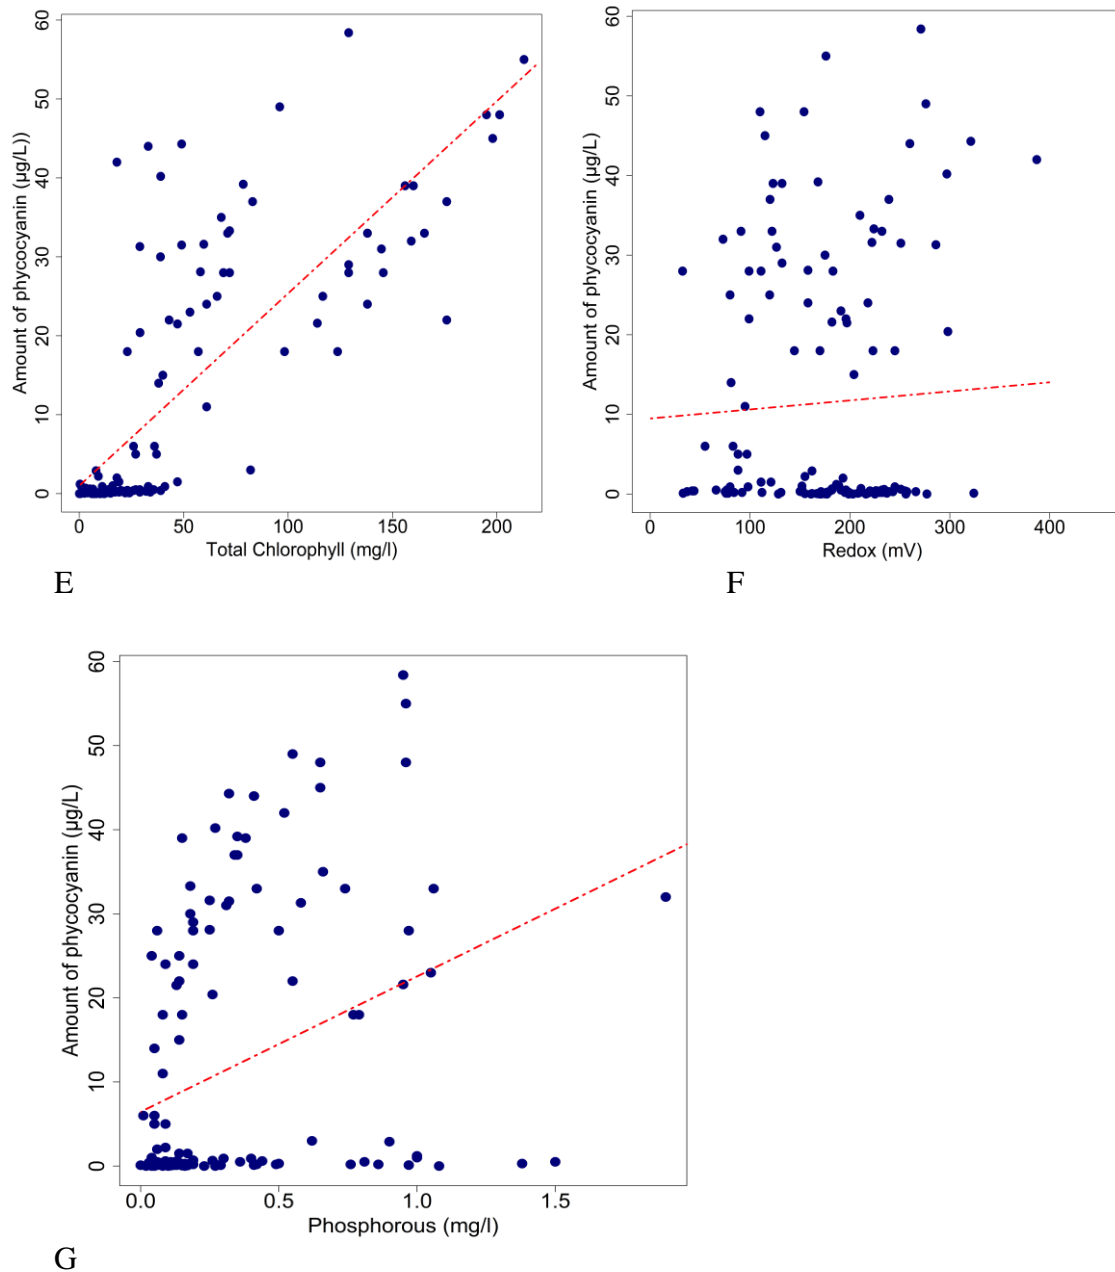 60
50
40
30
20
10
0
Amount of phycocyanin (µg/L))
0 50 100 150 200
Total Chlorophyll (mg/l)
E
60
50
40
30
20
10
0
Amount of phycocyanin (µg/L)
0 100 200 300 400
Redox (mV)
F
60
50
40
30
20
10
0
Amount of phycocyanin (µg/L)
0.0 0.5 1.0 1.5
Phosphorous (mg/l)
G